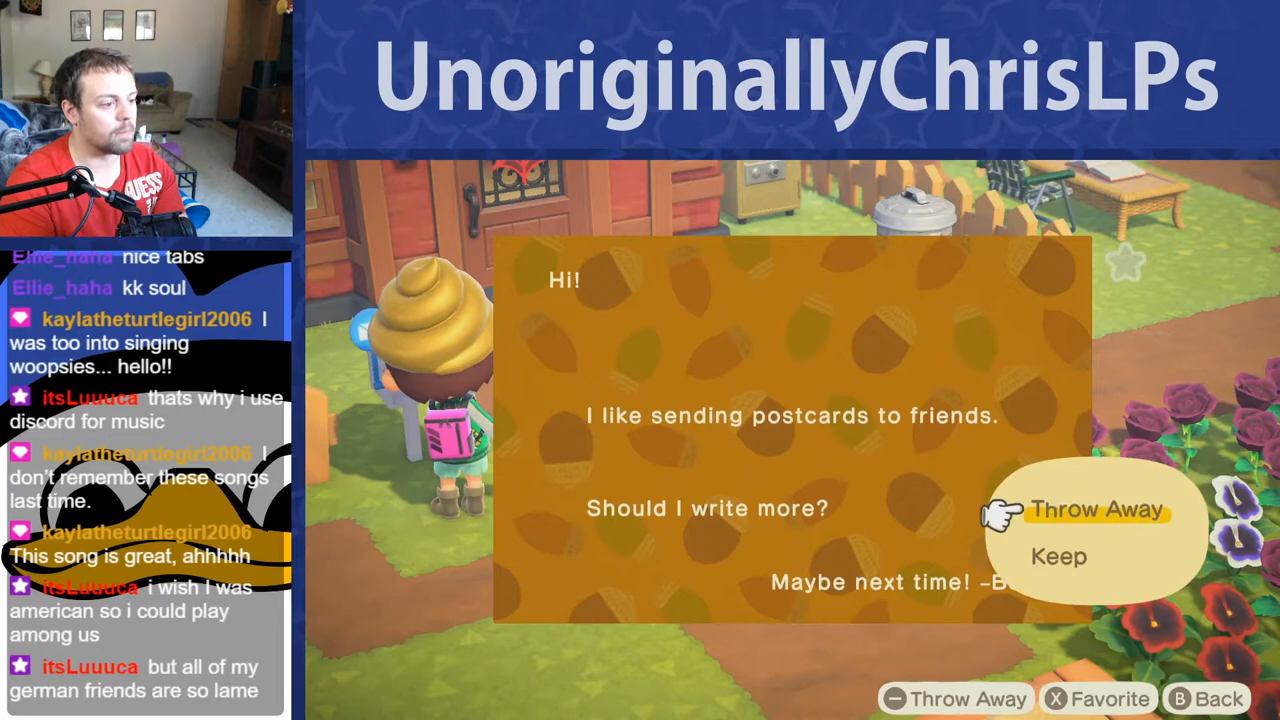 UnoriginallyChrisLPs
GUESS
Ellie_haha nice tabs
Ellie_haha kk soul
kaylatheturtlegirl2006 I
was too into singing
woopsies... hello!!
itsLuuuca thats why i use
discord for music
kaylatheturtlegirl2006 I
don't remember these songs
last time.
kaylatheturtlegirl2006
This song is great, ahhhhh
itsLuuuca i wish I was
american so i could play
among us
itsLuuuca but all of my
german friends are so lame
Hi!
I like sending postcards to friends.
Should I write more?
Maybe next time! –B
Throw Away
Keep
Throw Away
X Favorite
B Back